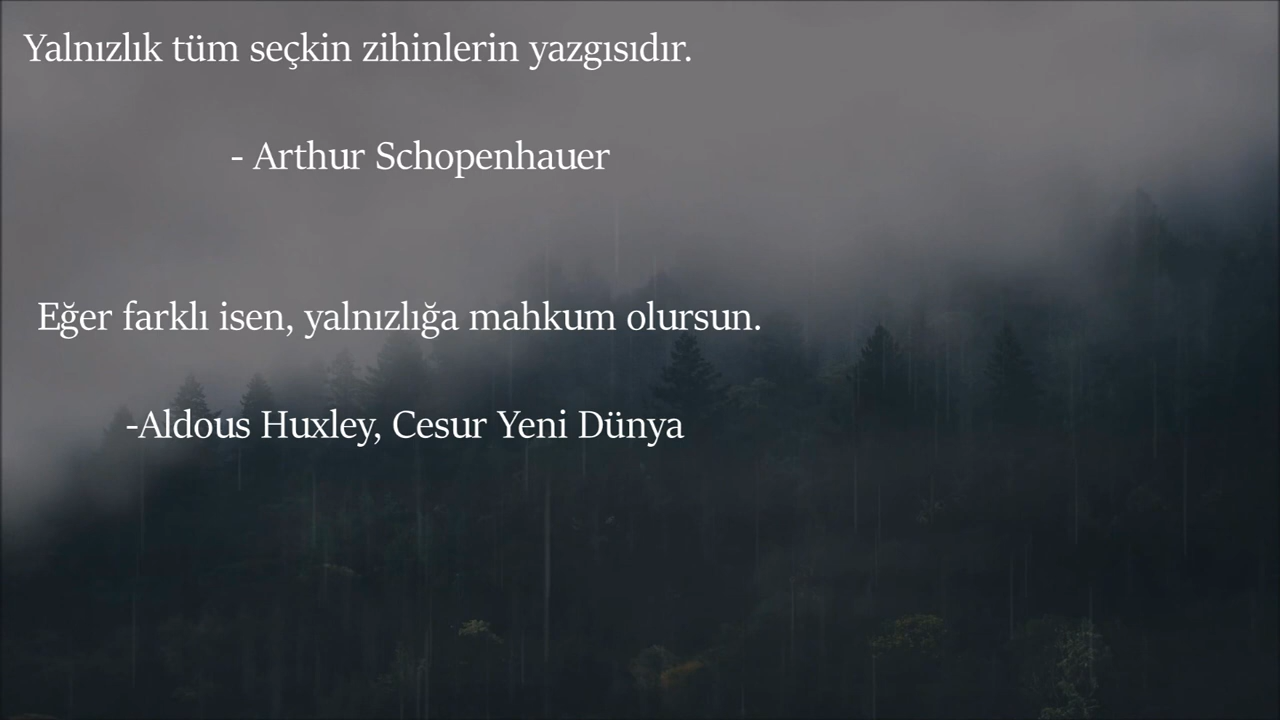 Yalnızlık tüm seçkin zihinlerin yazgısıdır.
- Arthur Schopenhauer
Eğer farklı isen, yalnızlığa mahkum olursun.
-Aldous Huxley, Cesur Yeni Dünya